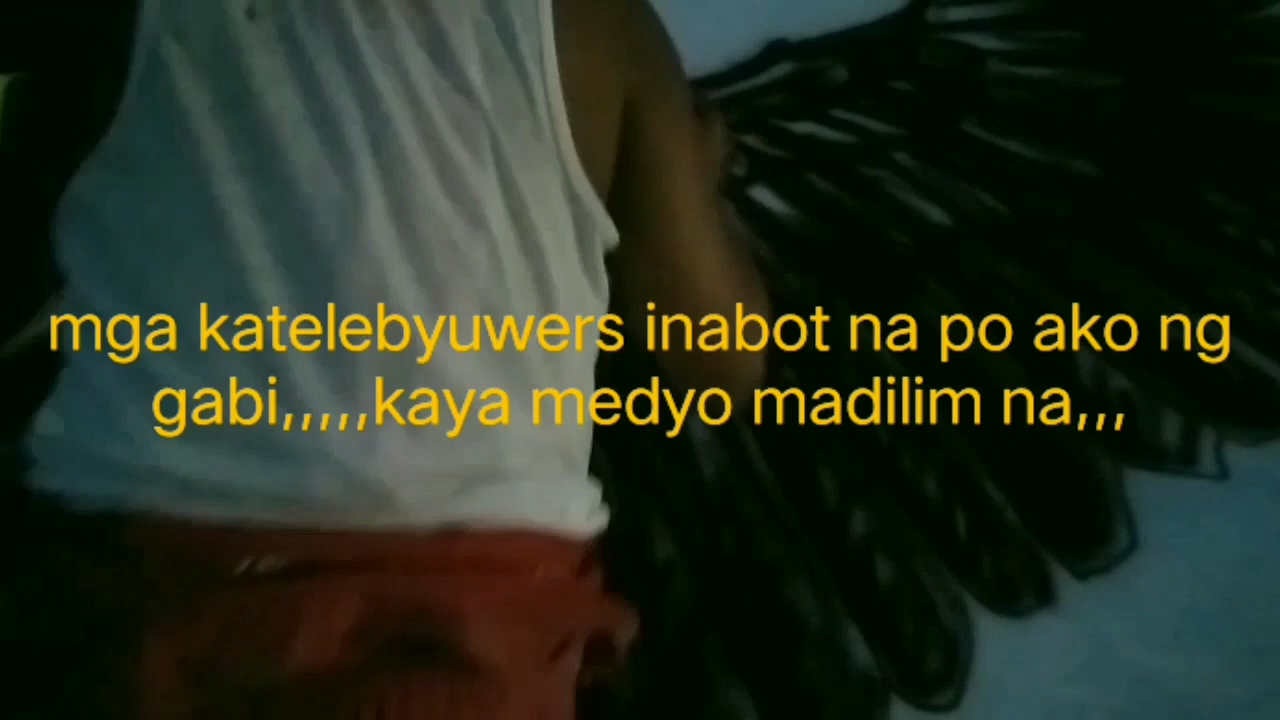 mga katelebyuwers inabot na po ako ng
gabi,,,,,kaya medyo madilim na,,,